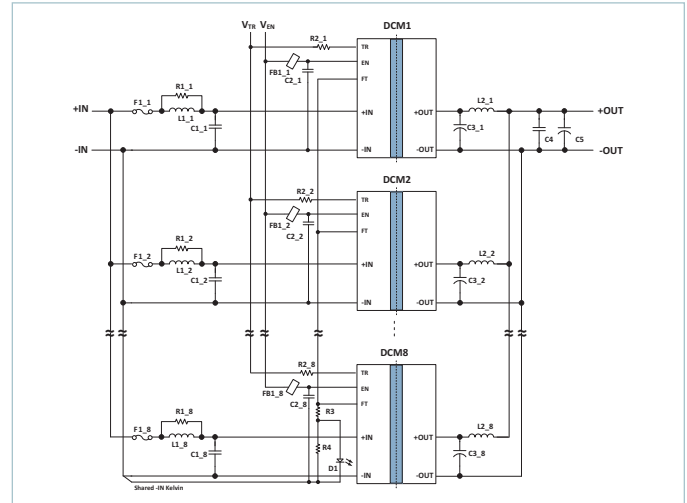 VTR VEN
DCM1
R2_1
TR
EN
FB1_1
C2_1
FT
R1_1
L2_1
+IN
F1_1
+IN
+OUT
+OUT
L1_1
C1_1
C3_1
C4
C5
-IN
-IN
-OUT
-OUT
DCM2
R2_2
TR
EN
FB1_2
C2_2
FT
R1_2
L2_2
F1_2
+IN
+OUT
L1_2
C1_2
C3_2
-IN
-OUT
DCM8
R2_8
TR
EN
FB1_8
C2_8
FT
R3
R1_8
L2_8
F1_8
+IN
+OUT
L1_8
R4
C1_8
C3_8
D1
-IN
-OUT
Shared -IN Kelvin